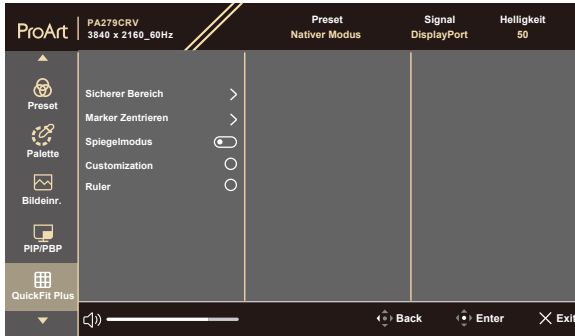 ProArt
PA279CRV
3840 x 2160_60Hz
Preset
Nativer Modus
Signal
DisplayPort
Helligkeit
50
Preset
Palette
Bildeinr.
PIP/PBP
QuickFit Plus
Sicherer Bereich
Marker Zentrieren
Spiegelmodus
Customization
Ruler
Back
Enter
Exit